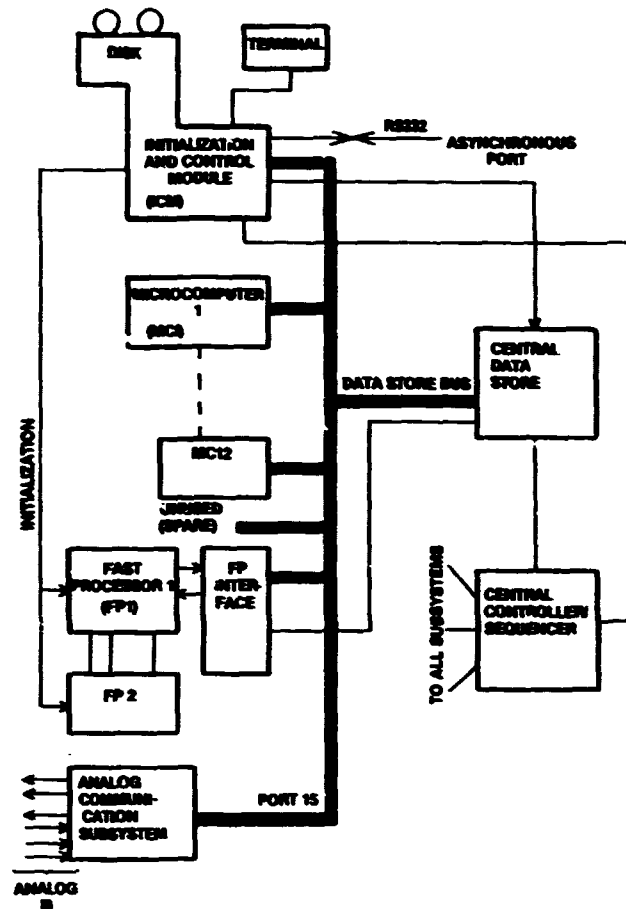 DISK
TERMINAL
RS232
ASYNCHRONOUS
PORT
INITIALIZATION
AND CONTROL
MODULE
(ICM)
MICROCOMPUTER
1
(MC1)
CENTRAL
DATA
STORE
DATA STORE BUS
INITIALIZATION
MC12
UNUSED
(SPARE)
FAST
PROCESSOR 1
(FP1)
FP
INTER-
FACE
TO ALL SUBSYSTEMS
CENTRAL
CONTROLLER/
SEQUENCER
FP 2
ANALOG
COMMUNI-
CATION
SUBSYSTEM
PORT 15
ANALOG